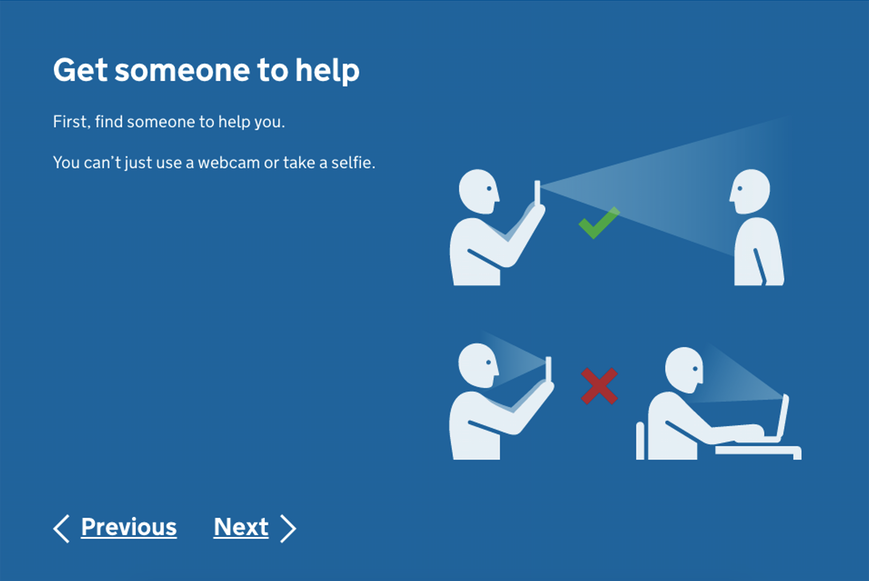 Get someone to help
First, find someone to help you.
You can't just use a webcam or take a selfie.
Previous
Next